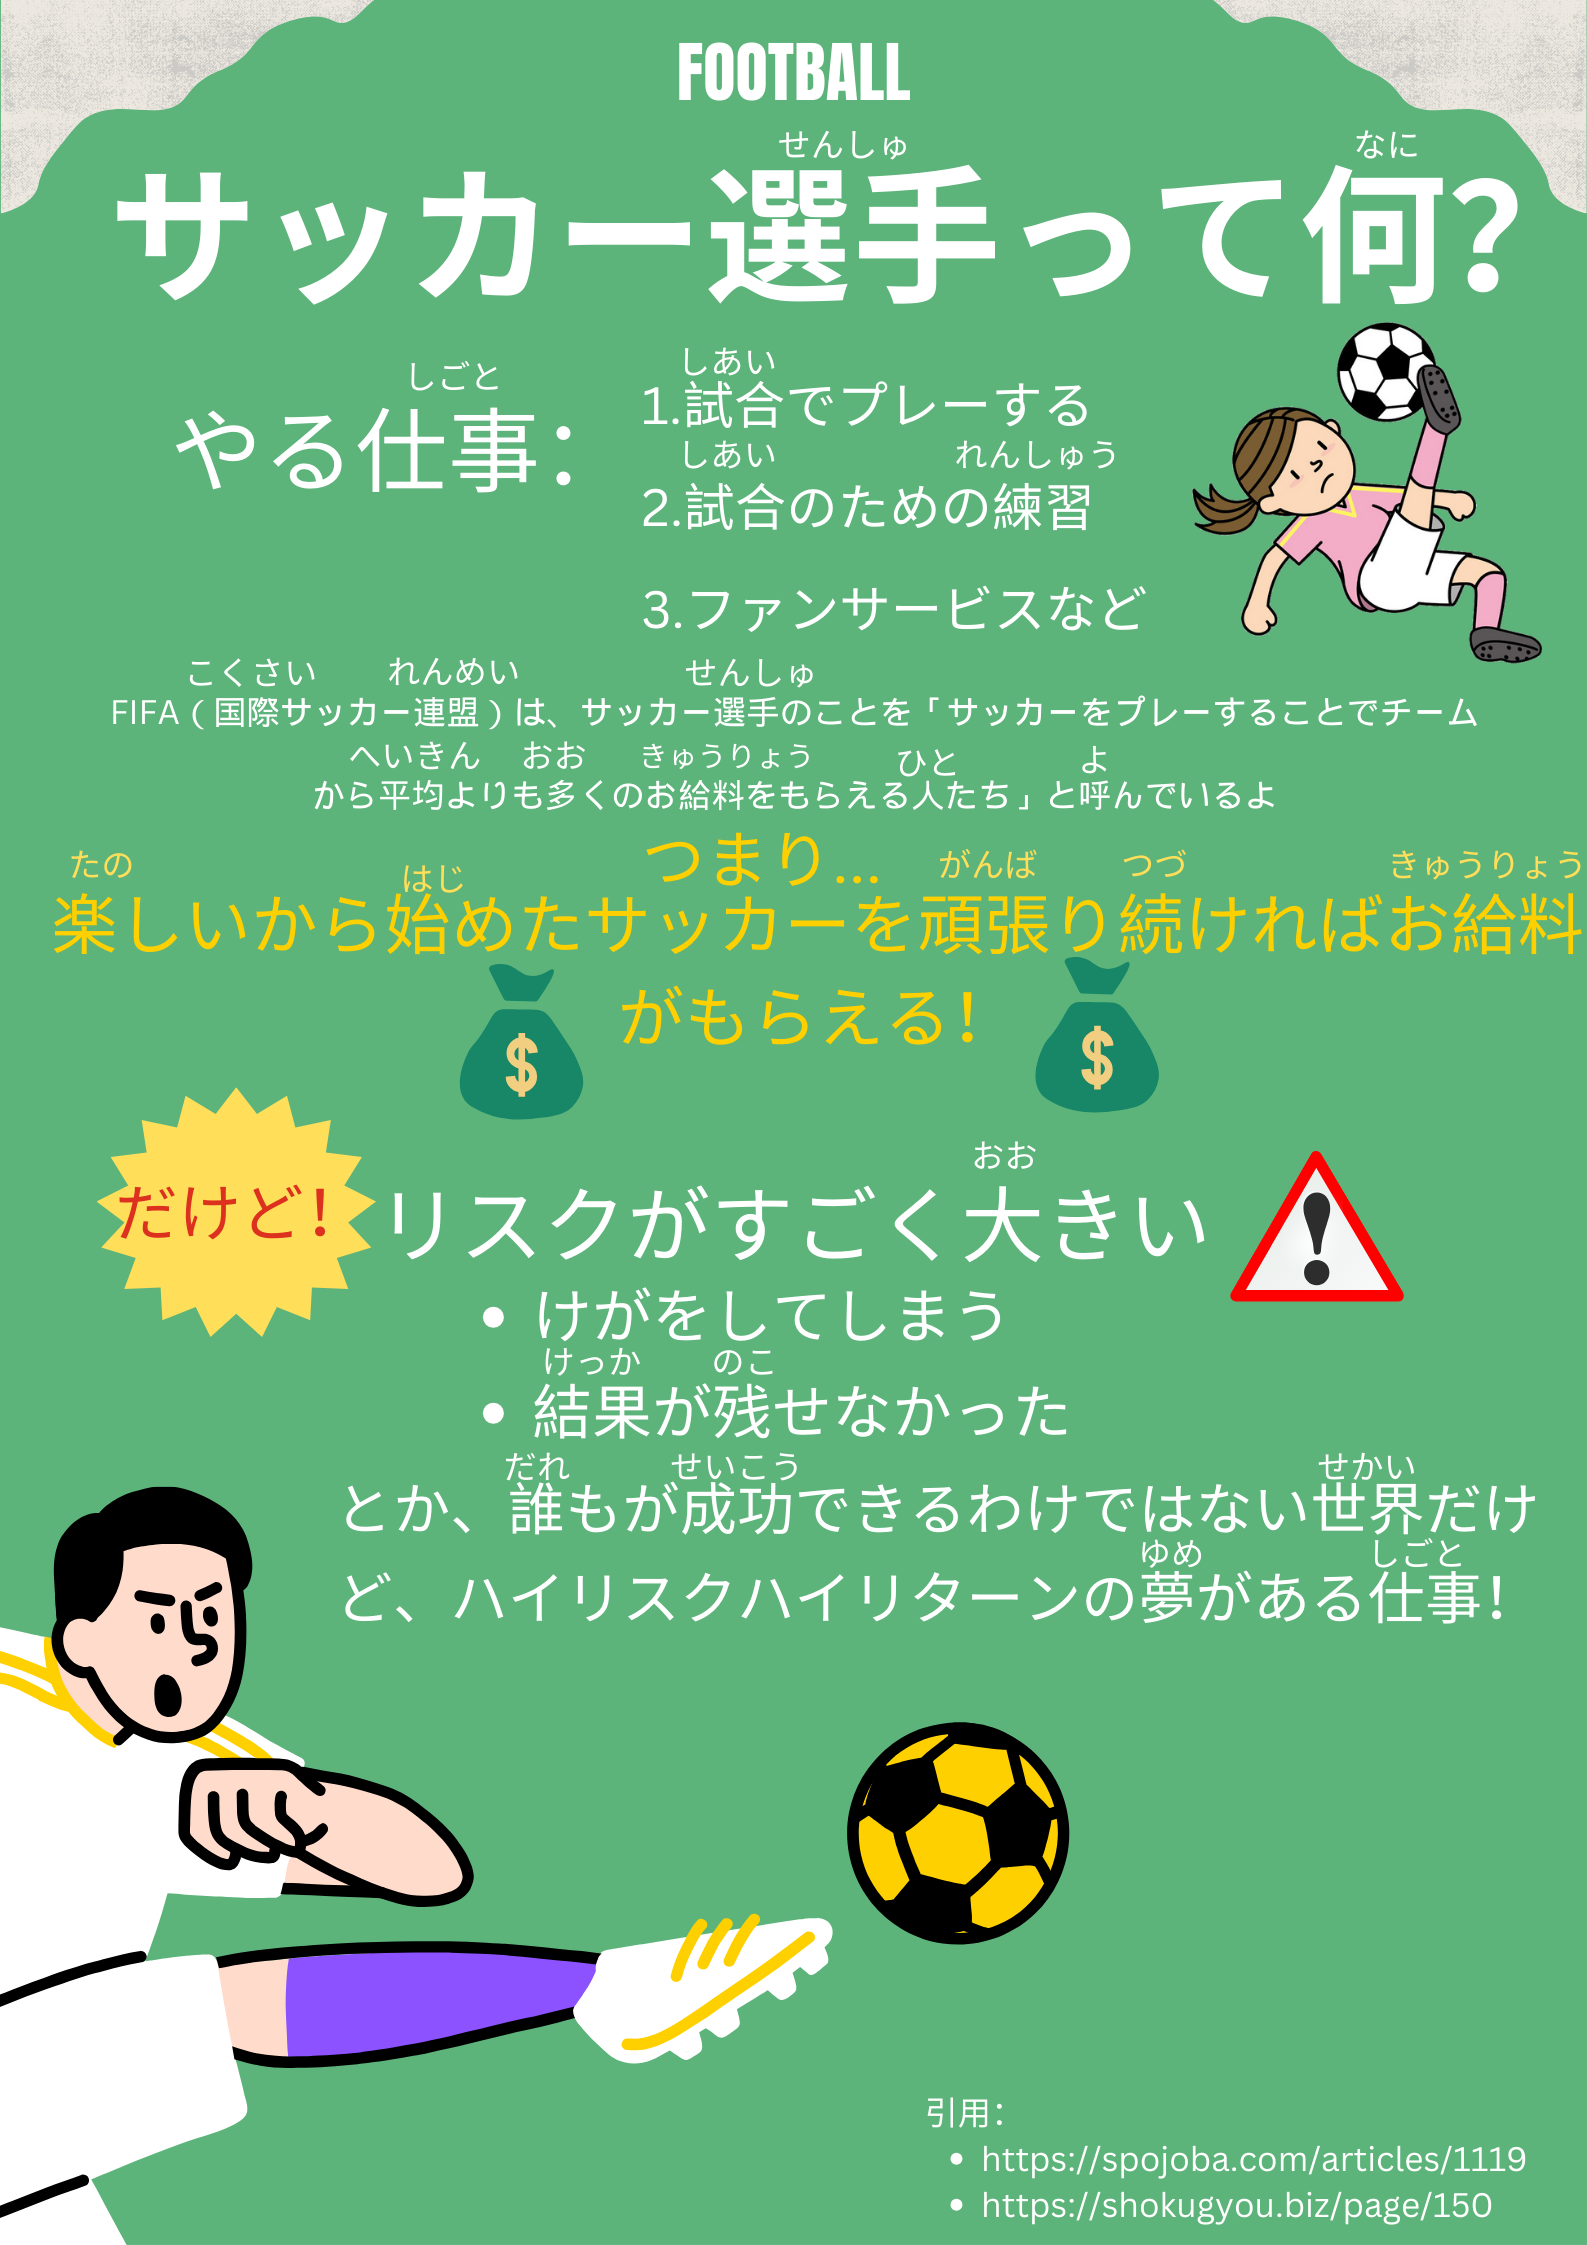 FOOTBALL
せんしゅ なに
サッカー選手って何？
しごと
やる仕事：
しあい
1.試合でプレーする
しあい れんしゅう
2.試合のための練習
3.ファンサービスなど
こくさい れんめい せんしゅ
FIFA（国際サッカー連盟）は、サッカー選手のことを「サッカーをプレーすることでチーム
へいきん おお きゅうりょう ひと よ
から平均よりも多くのお給料をもらえる人たち」と呼んでいるよ
つまり…
たの はじ がんば つづ きゅうりょう
楽しいから始めたサッカーを頑張り続ければお給料
がもらえる！
$ $
だけど！
おお
リスクがすごく大きい
• けがをしてしまう
けっか のこ
• 結果が残せなかった
だれ せいこう せかい
とか、誰もが成功できるわけではない世界だけ
ゆめ しごと
ど、ハイリスクハイリターンの夢がある仕事！
引用：
• https://spojoba.com/articles/1119
• https://shokugyou.biz/page/150